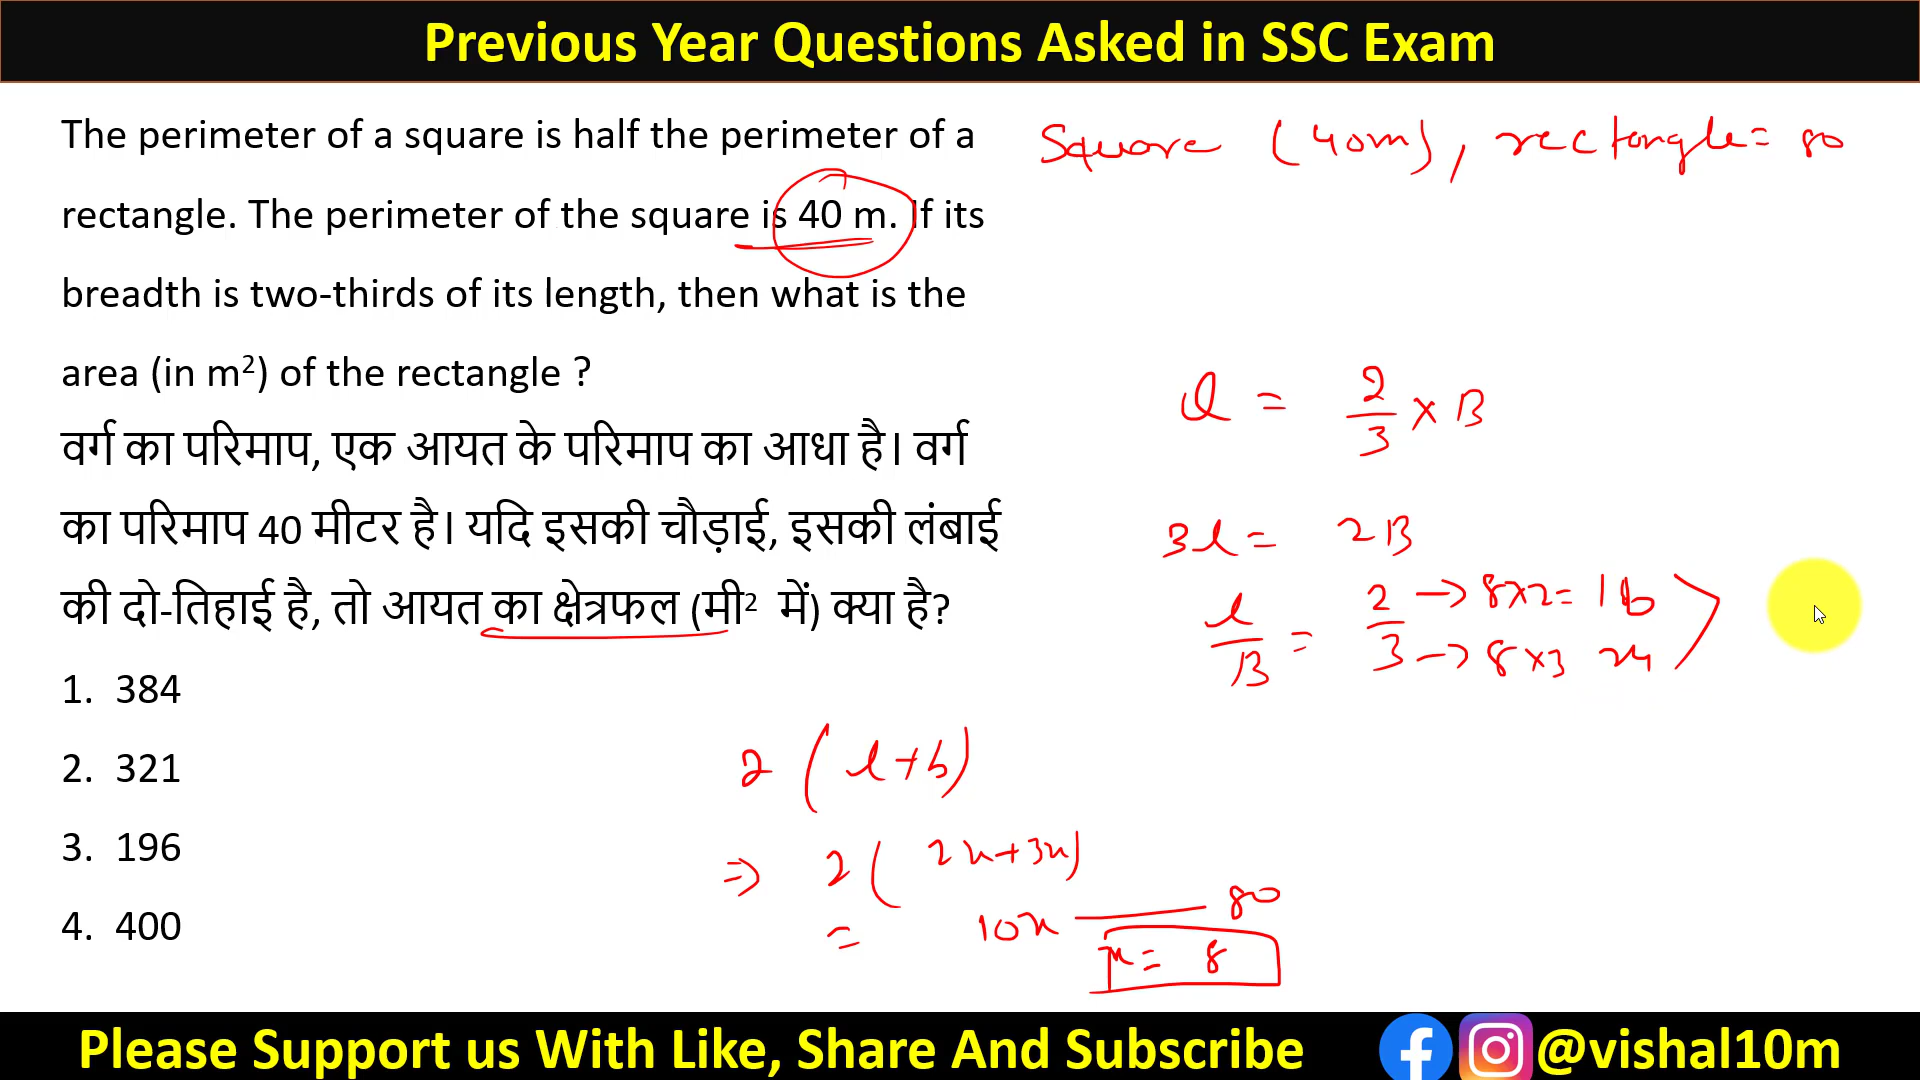 Previous Year Questions Asked in SSC Exam
The perimeter of a square is half the perimeter of a
rectangle. The perimeter of the square is 40 m. If its
breadth is two-thirds of its length, then what is the
area (in m²) of the rectangle ?
वर्ग का परिमाप, एक आयत के परिमाप का आधा है। वर्ग
का परिमाप 40 मीटर है। यदि इसकी चौड़ाई, इसकी लंबाई
की दो-तिहाई है, तो आयत का क्षेत्रफल (मी² में) क्या है?
1. 384
2. 321
3. 196
4. 400
Square (40m), rectangle = 80
l = 2/3 × B
3l = 2B
l/B = 2/3
→ 8×2 = 16
→ 8×3 24
2 (l+b)
⇒ 2 (2x+3x)
= 10x — 80
x = 8
Please Support us With Like, Share And Subscribe
@vishal10m